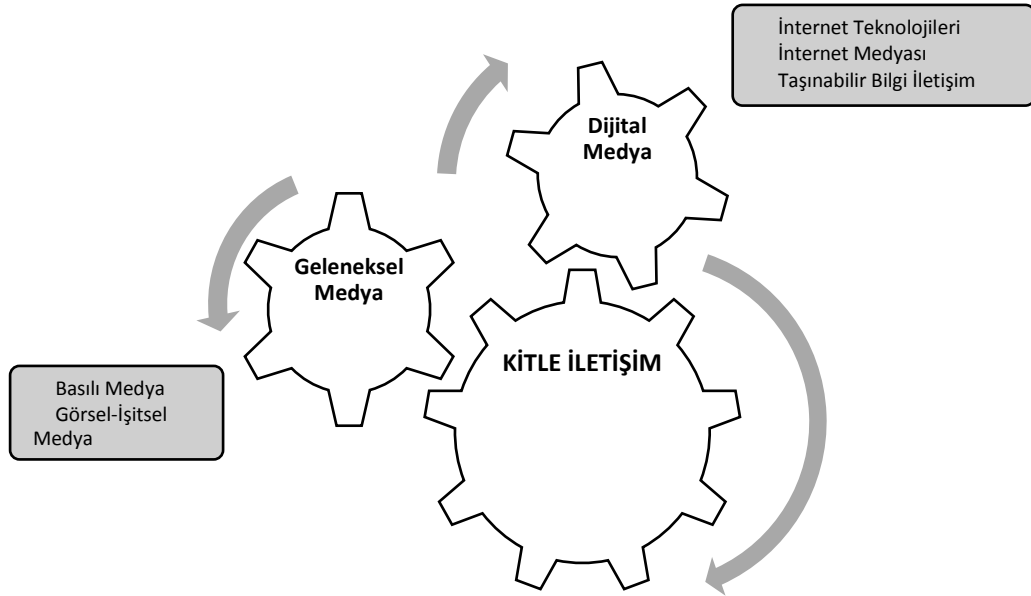 İnternet Teknolojileri
İnternet Medyası
Taşınabilir Bilgi İletişim
Dijital
Medya
Geleneksel
Medya
KİTLE İLETİŞİM
Basılı Medya
Görsel-İşitsel
Medya